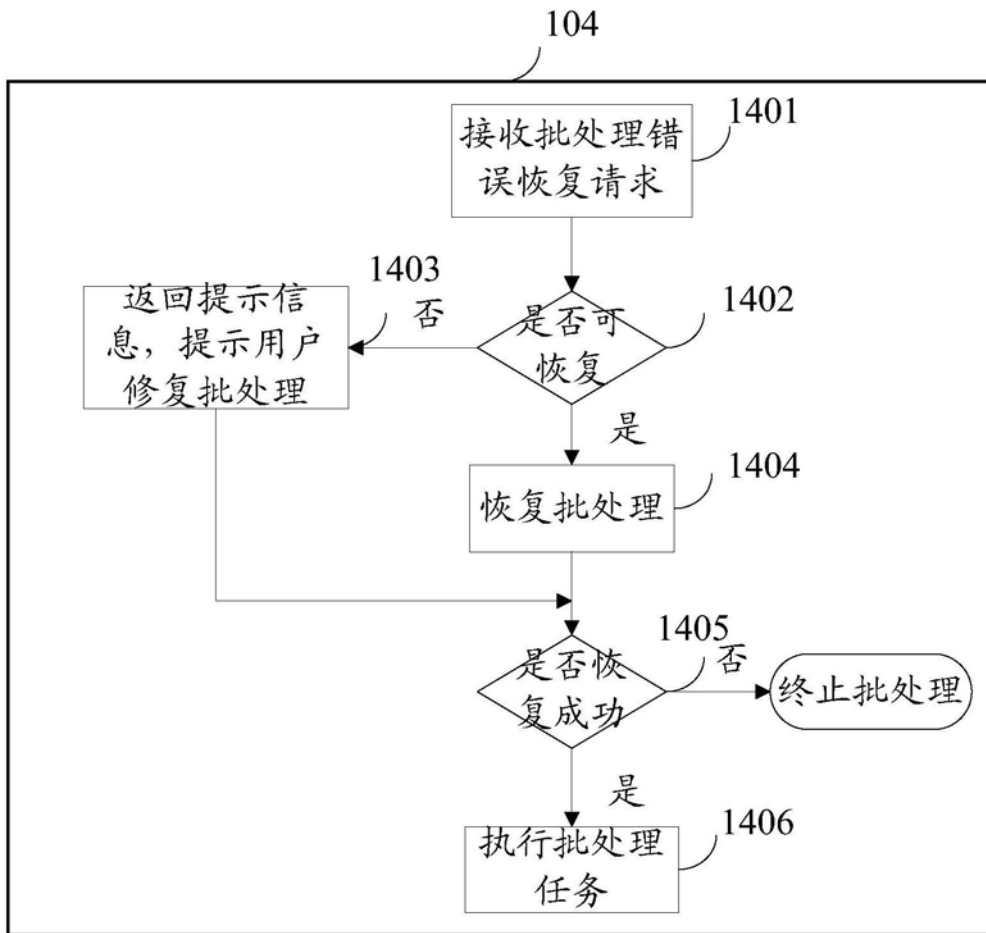 104
接收批处理错
误恢复请求
1401
1403
返回提示信
息，提示用户
修复批处理
否
是否可
恢复
1402
是
恢复批处理
1404
是否恢
复成功
1405
否
终止批处理
是
执行批处理
任务
1406